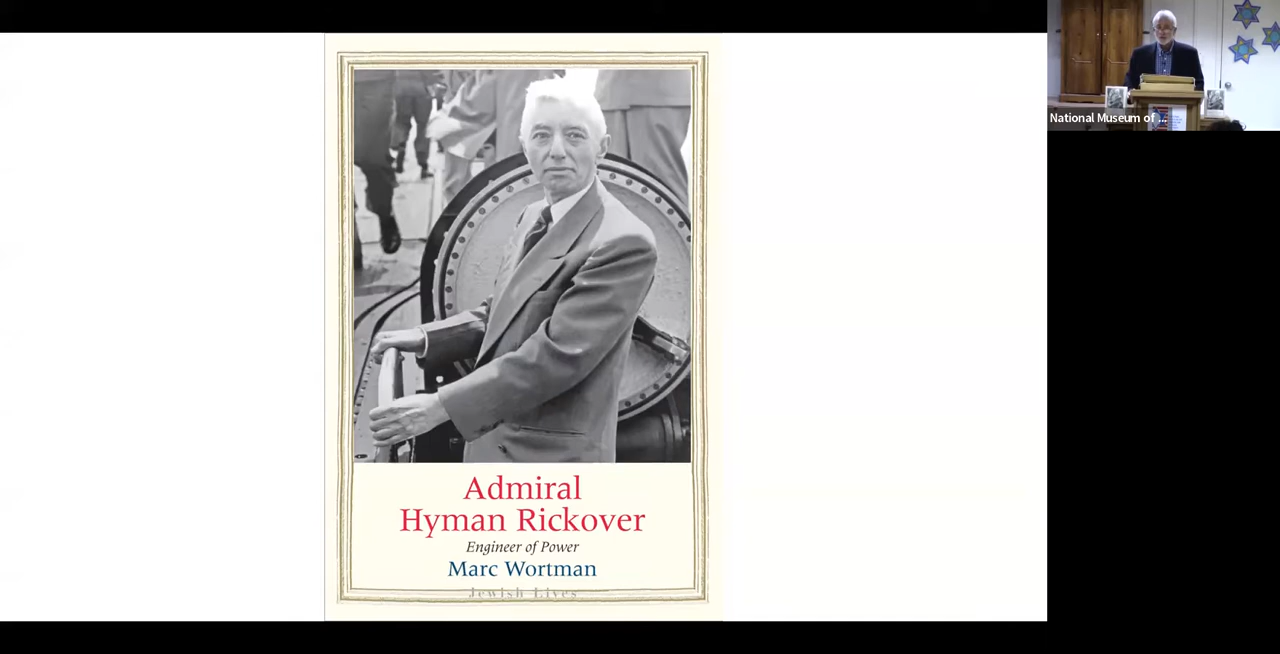 Admiral
Hyman Rickover
Engineer of Power
Marc Wortman
Jewish Lives
National Museum of ...